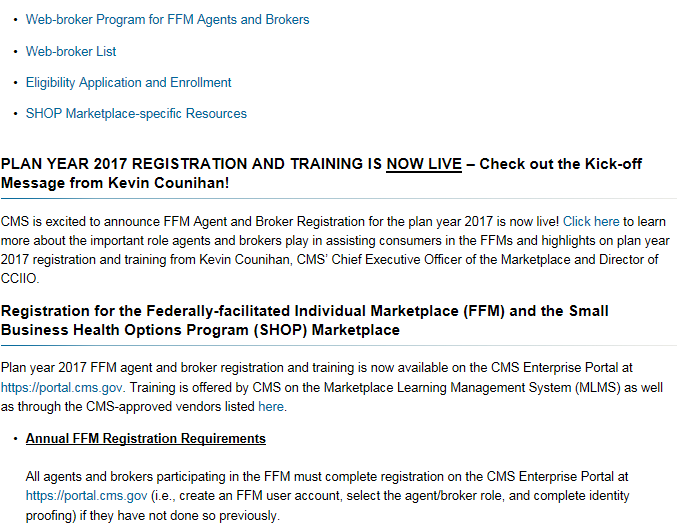 • Web-broker Program for FFM Agents and Brokers
• Web-broker List
• Eligibility Application and Enrollment
• SHOP Marketplace-specific Resources
PLAN YEAR 2017 REGISTRATION AND TRAINING IS NOW LIVE – Check out the Kick-off
Message from Kevin Counihan!
CMS is excited to announce FFM Agent and Broker Registration for the plan year 2017 is now live! Click here to learn
more about the important role agents and brokers play in assisting consumers in the FFMs and highlights on plan year
2017 registration and training from Kevin Counihan, CMS’ Chief Executive Officer of the Marketplace and Director of
CCIIO.
Registration for the Federally-facilitated Individual Marketplace (FFM) and the Small
Business Health Options Program (SHOP) Marketplace
Plan year 2017 FFM agent and broker registration and training is now available on the CMS Enterprise Portal at
https://portal.cms.gov. Training is offered by CMS on the Marketplace Learning Management System (MLMS) as well
as through the CMS-approved vendors listed here.
• Annual FFM Registration Requirements
All agents and brokers participating in the FFM must complete registration on the CMS Enterprise Portal at
https://portal.cms.gov (i.e., create an FFM user account, select the agent/broker role, and complete identity
proofing) if they have not done so previously.